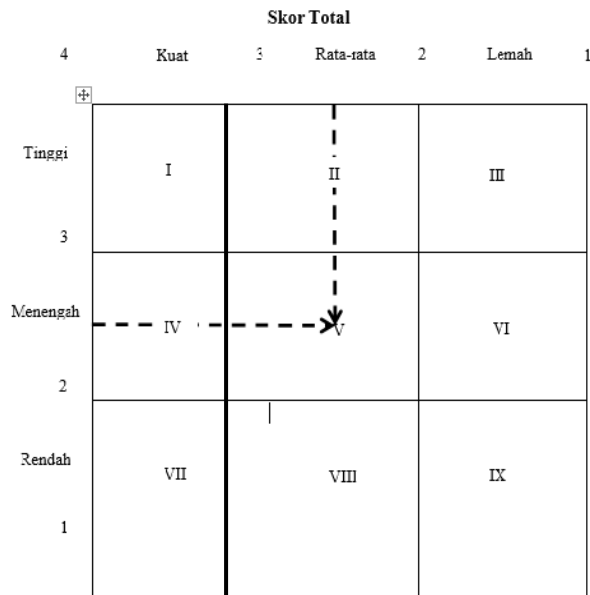 Skor Total
4 Kuat 3 Rata-rata 2 Lemah 1
Tinggi
I II III
3
Menengah
IV V VI
2
Rendah
VII VIII IX
1